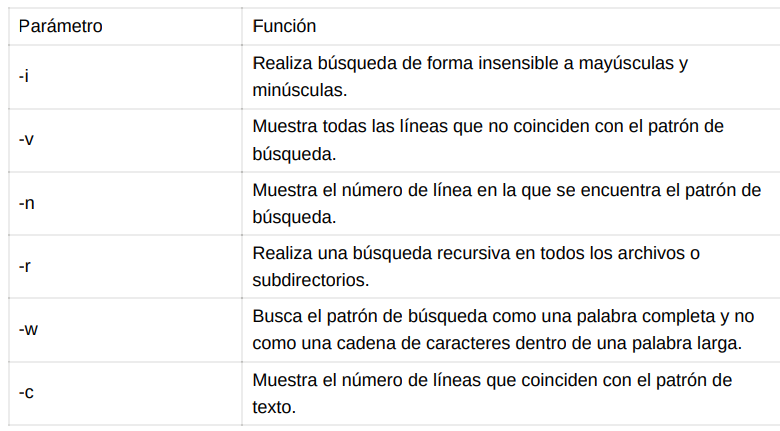 Parámetro Función
-i Realiza búsqueda de forma insensible a mayúsculas y
minúsculas.
-v Muestra todas las líneas que no coinciden con el patrón de
búsqueda.
-n Muestra el número de línea en la que se encuentra el patrón de
búsqueda.
-r Realiza una búsqueda recursiva en todos los archivos o
subdirectorios.
-w Busca el patrón de búsqueda como una palabra completa y no
como una cadena de caracteres dentro de una palabra larga.
-c Muestra el número de líneas que coinciden con el patrón de
texto.